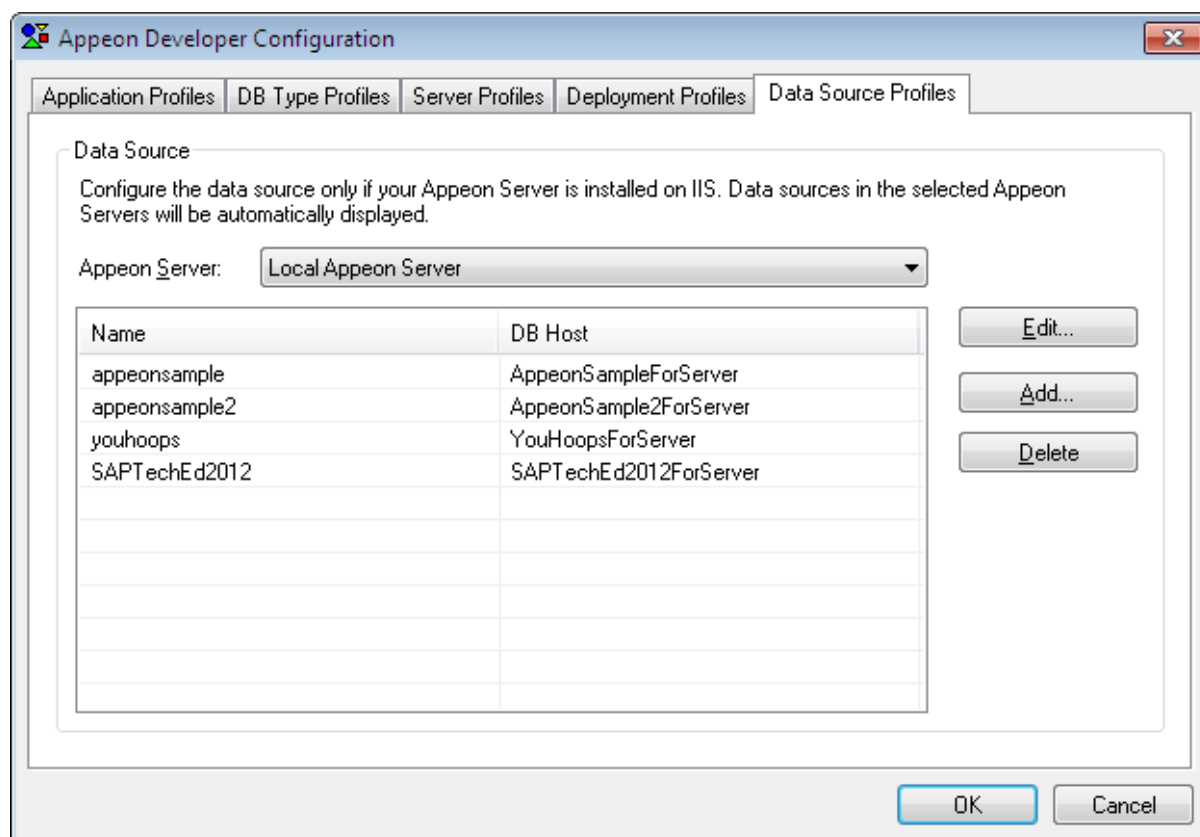 Appeon Developer Configuration
Application Profiles DB Type Profiles Server Profiles Deployment Profiles Data Source Profiles
Data Source
Configure the data source only if your Appeon Server is installed on IIS. Data sources in the selected Appeon
Servers will be automatically displayed.
Appeon Server: Local Appeon Server
Name DB Host
appeonsample AppeonSampleForServer
appeonsample2 AppeonSample2ForServer
youhoops YouHoopsForServer
SAPTechEd2012 SAPTechEd2012ForServer
Edit...
Add...
Delete
OK Cancel